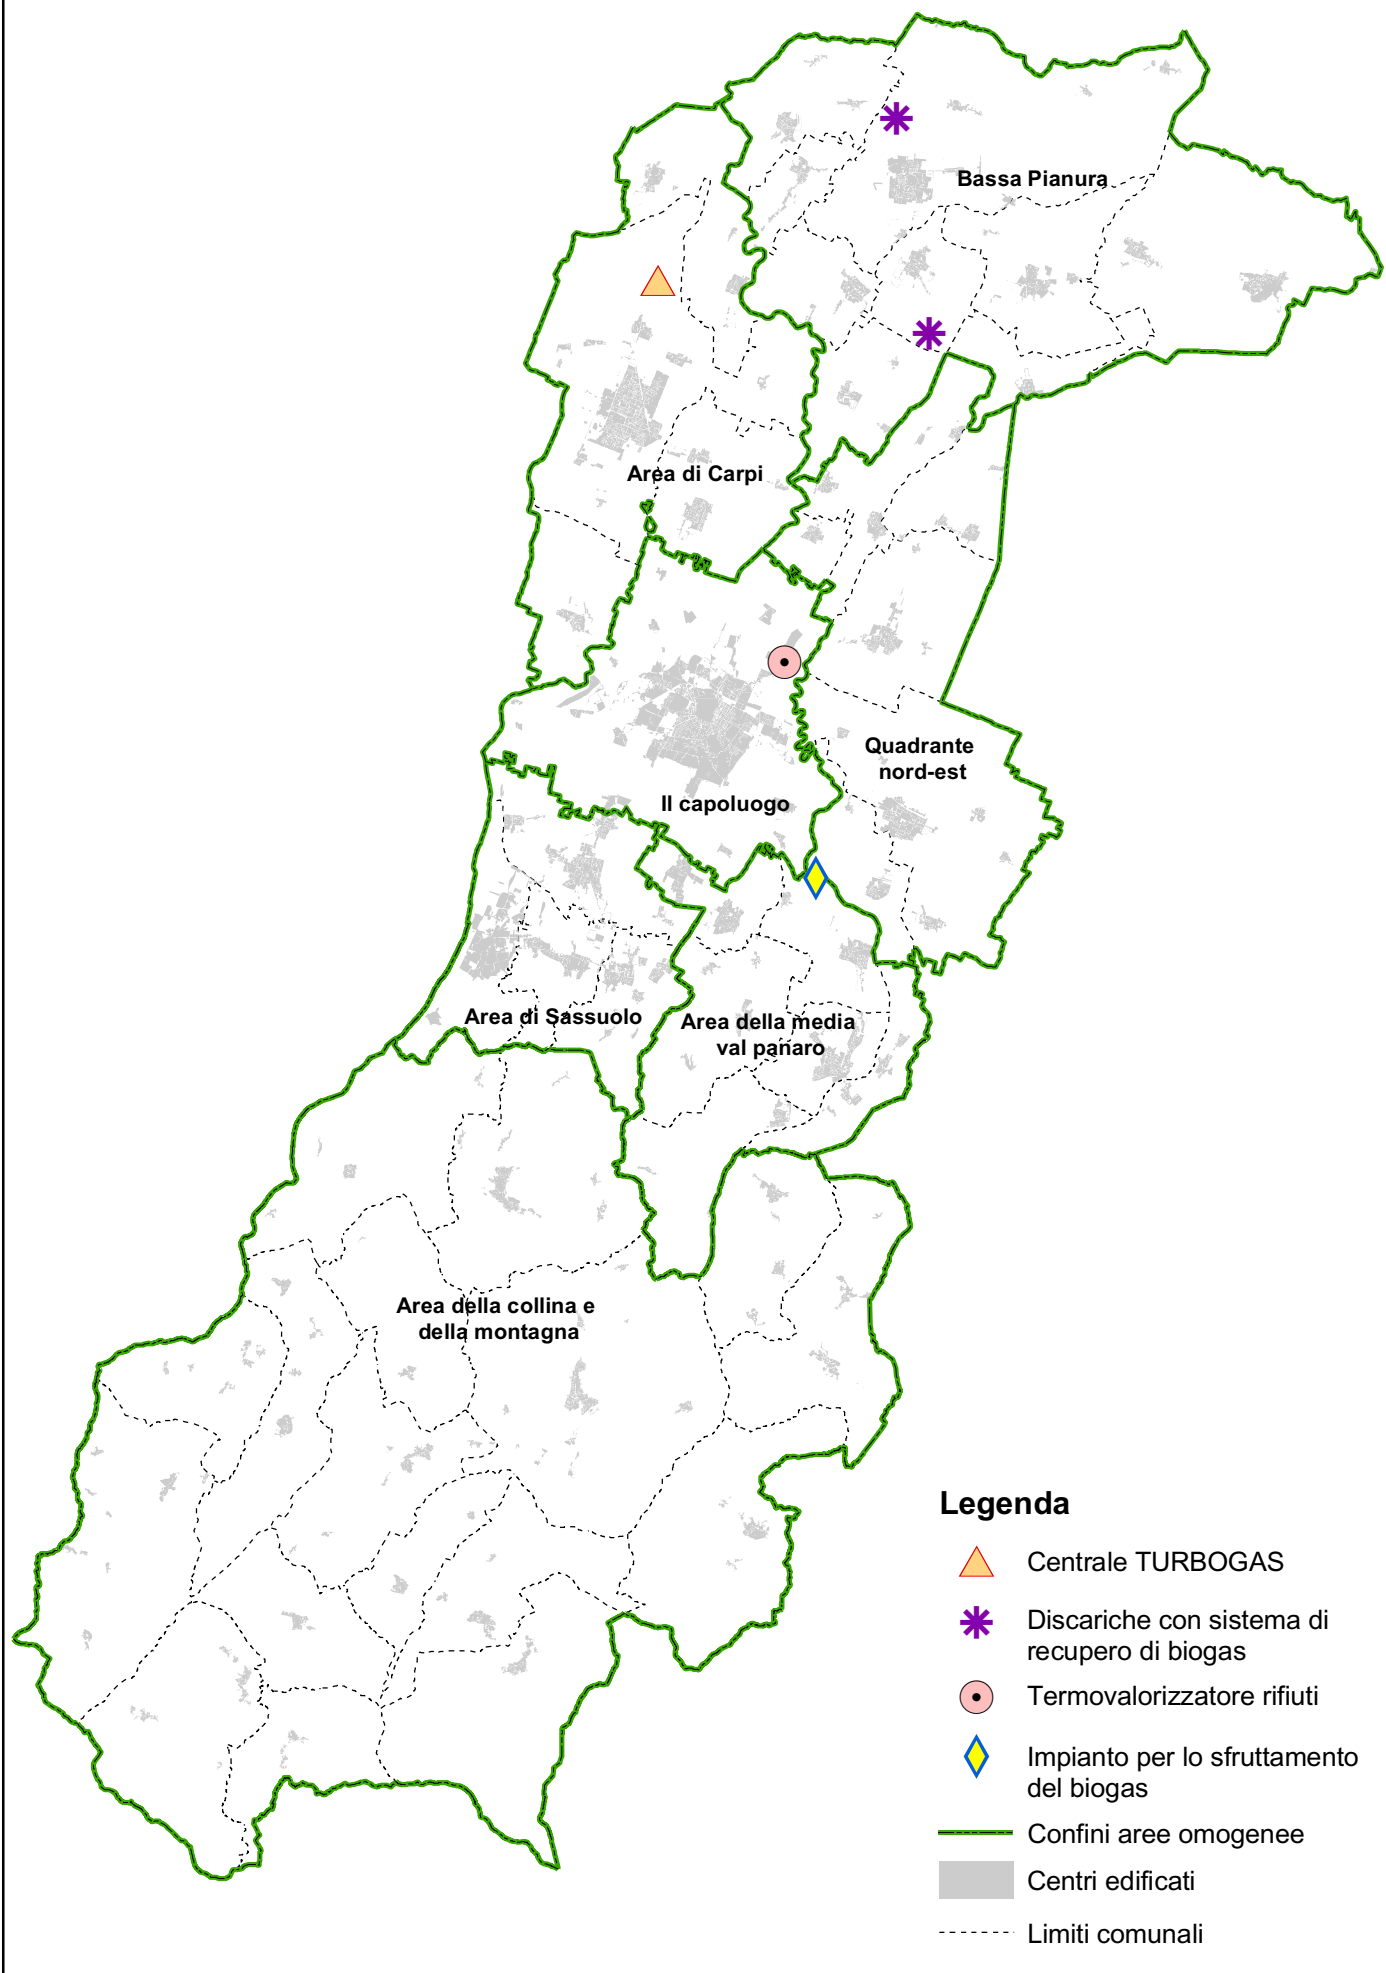 Bassa Pianura
Area di Carpi
Quadrante
nord-est
Il capoluogo
Area di Sassuolo
Area della media
val panaro
Area della collina e
della montagna
Legenda
Centrale TURBOGAS
Discariche con sistema di
recupero di biogas
Termovalorizzatore rifiuti
Impianto per lo sfruttamento
del biogas
Confini aree omogenee
Centri edificati
Limiti comunali